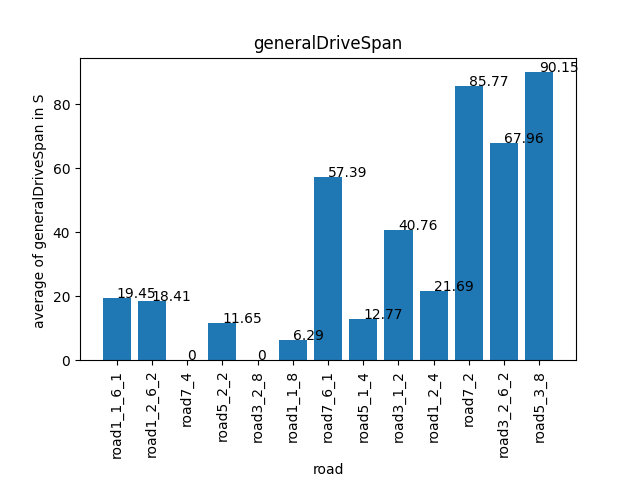 generalDriveSpan
average of generalDriveSpan in S
80
60
40
20
0
19.45
18.41
0
11.65
0
6.29
57.39
12.77
40.76
21.69
85.77
67.96
90.15
road1_1_6_1
road1_2_6_2
road7_4
road5_2_2
road3_2_8
road1_1_8
road7_6_1
road5_1_4
road3_1_2
road1_2_4
road7_2
road3_2_6_2
road5_3_8
road